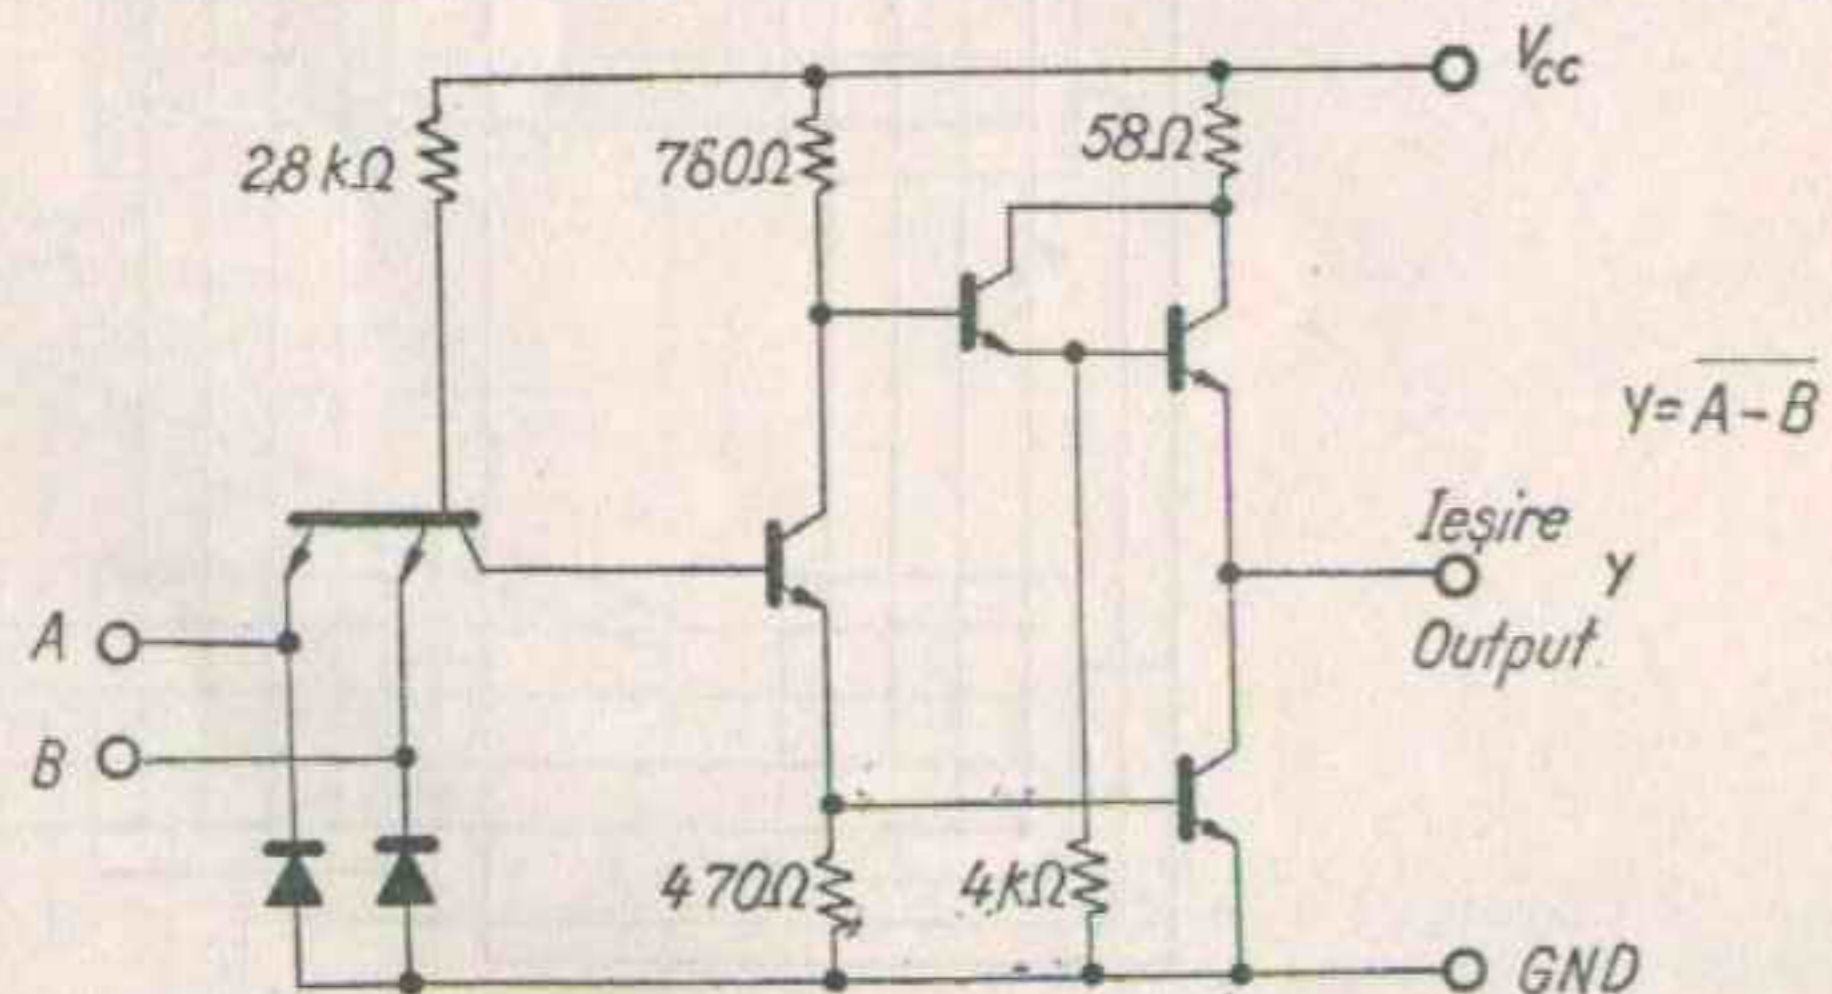 Vcc
2,8 kΩ
760Ω
58Ω
Y= A-B
Ieşire
Y
Output
A
B
470Ω
4kΩ
GND